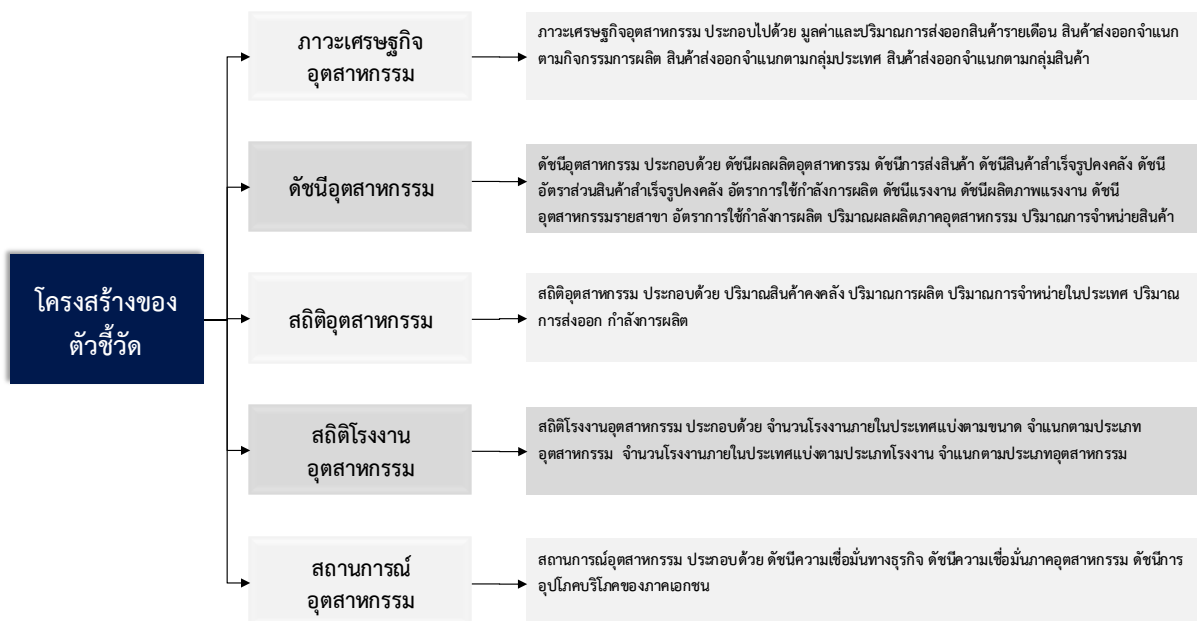 โครงสร้างของ
ตัวชี้วัด
ภาวะเศรษฐกิจ
อุตสาหกรรม
ภาวะเศรษฐกิจอุตสาหกรรม ประกอบไปด้วย มูลค่าและปริมาณการส่งออกสินค้ารายเดือน สินค้าส่งออกจำแนก
ตามกิจกรรมการผลิต สินค้าส่งออกจำแนกตามกลุ่มประเทศ สินค้าส่งออกจำแนกตามกลุ่มสินค้า
ดัชนีอุตสาหกรรม
ดัชนีอุตสาหกรรม ประกอบด้วย ดัชนีผลผลิตอุตสาหกรรม ดัชนีการส่งสินค้า ดัชนีสินค้าสำเร็จรูปคงคลัง ดัชนี
อัตราส่วนสินค้าสำเร็จรูปคงคลัง อัตราการใช้กำลังการผลิต ดัชนีแรงงาน ดัชนีผลิตภาพแรงงาน ดัชนี
อุตสาหกรรมรายสาขา อัตราการใช้กำลังการผลิต ปริมาณผลผลิตภาคอุตสาหกรรม ปริมาณการจำหน่ายสินค้า
สถิติอุตสาหกรรม
สถิติอุตสาหกรรม ประกอบด้วย ปริมาณสินค้าคงคลัง ปริมาณการผลิต ปริมาณการจำหน่ายในประเทศ ปริมาณ
การส่งออก กำลังการผลิต
สถิติโรงงาน
อุตสาหกรรม
สถิติโรงงานอุตสาหกรรม ประกอบด้วย จำนวนโรงงานภายในประเทศแบ่งตามขนาด จำแนกตามประเภท
อุตสาหกรรม จำนวนโรงงานภายในประเทศแบ่งตามประเภทโรงงาน จำแนกตามประเภทอุตสาหกรรม
สถานการณ์
อุตสาหกรรม
สถานการณ์อุตสาหกรรม ประกอบด้วย ดัชนีความเชื่อมั่นทางธุรกิจ ดัชนีความเชื่อมั่นภาคอุตสาหกรรม ดัชนีการ
อุปโภคบริโภคของภาคเอกชน